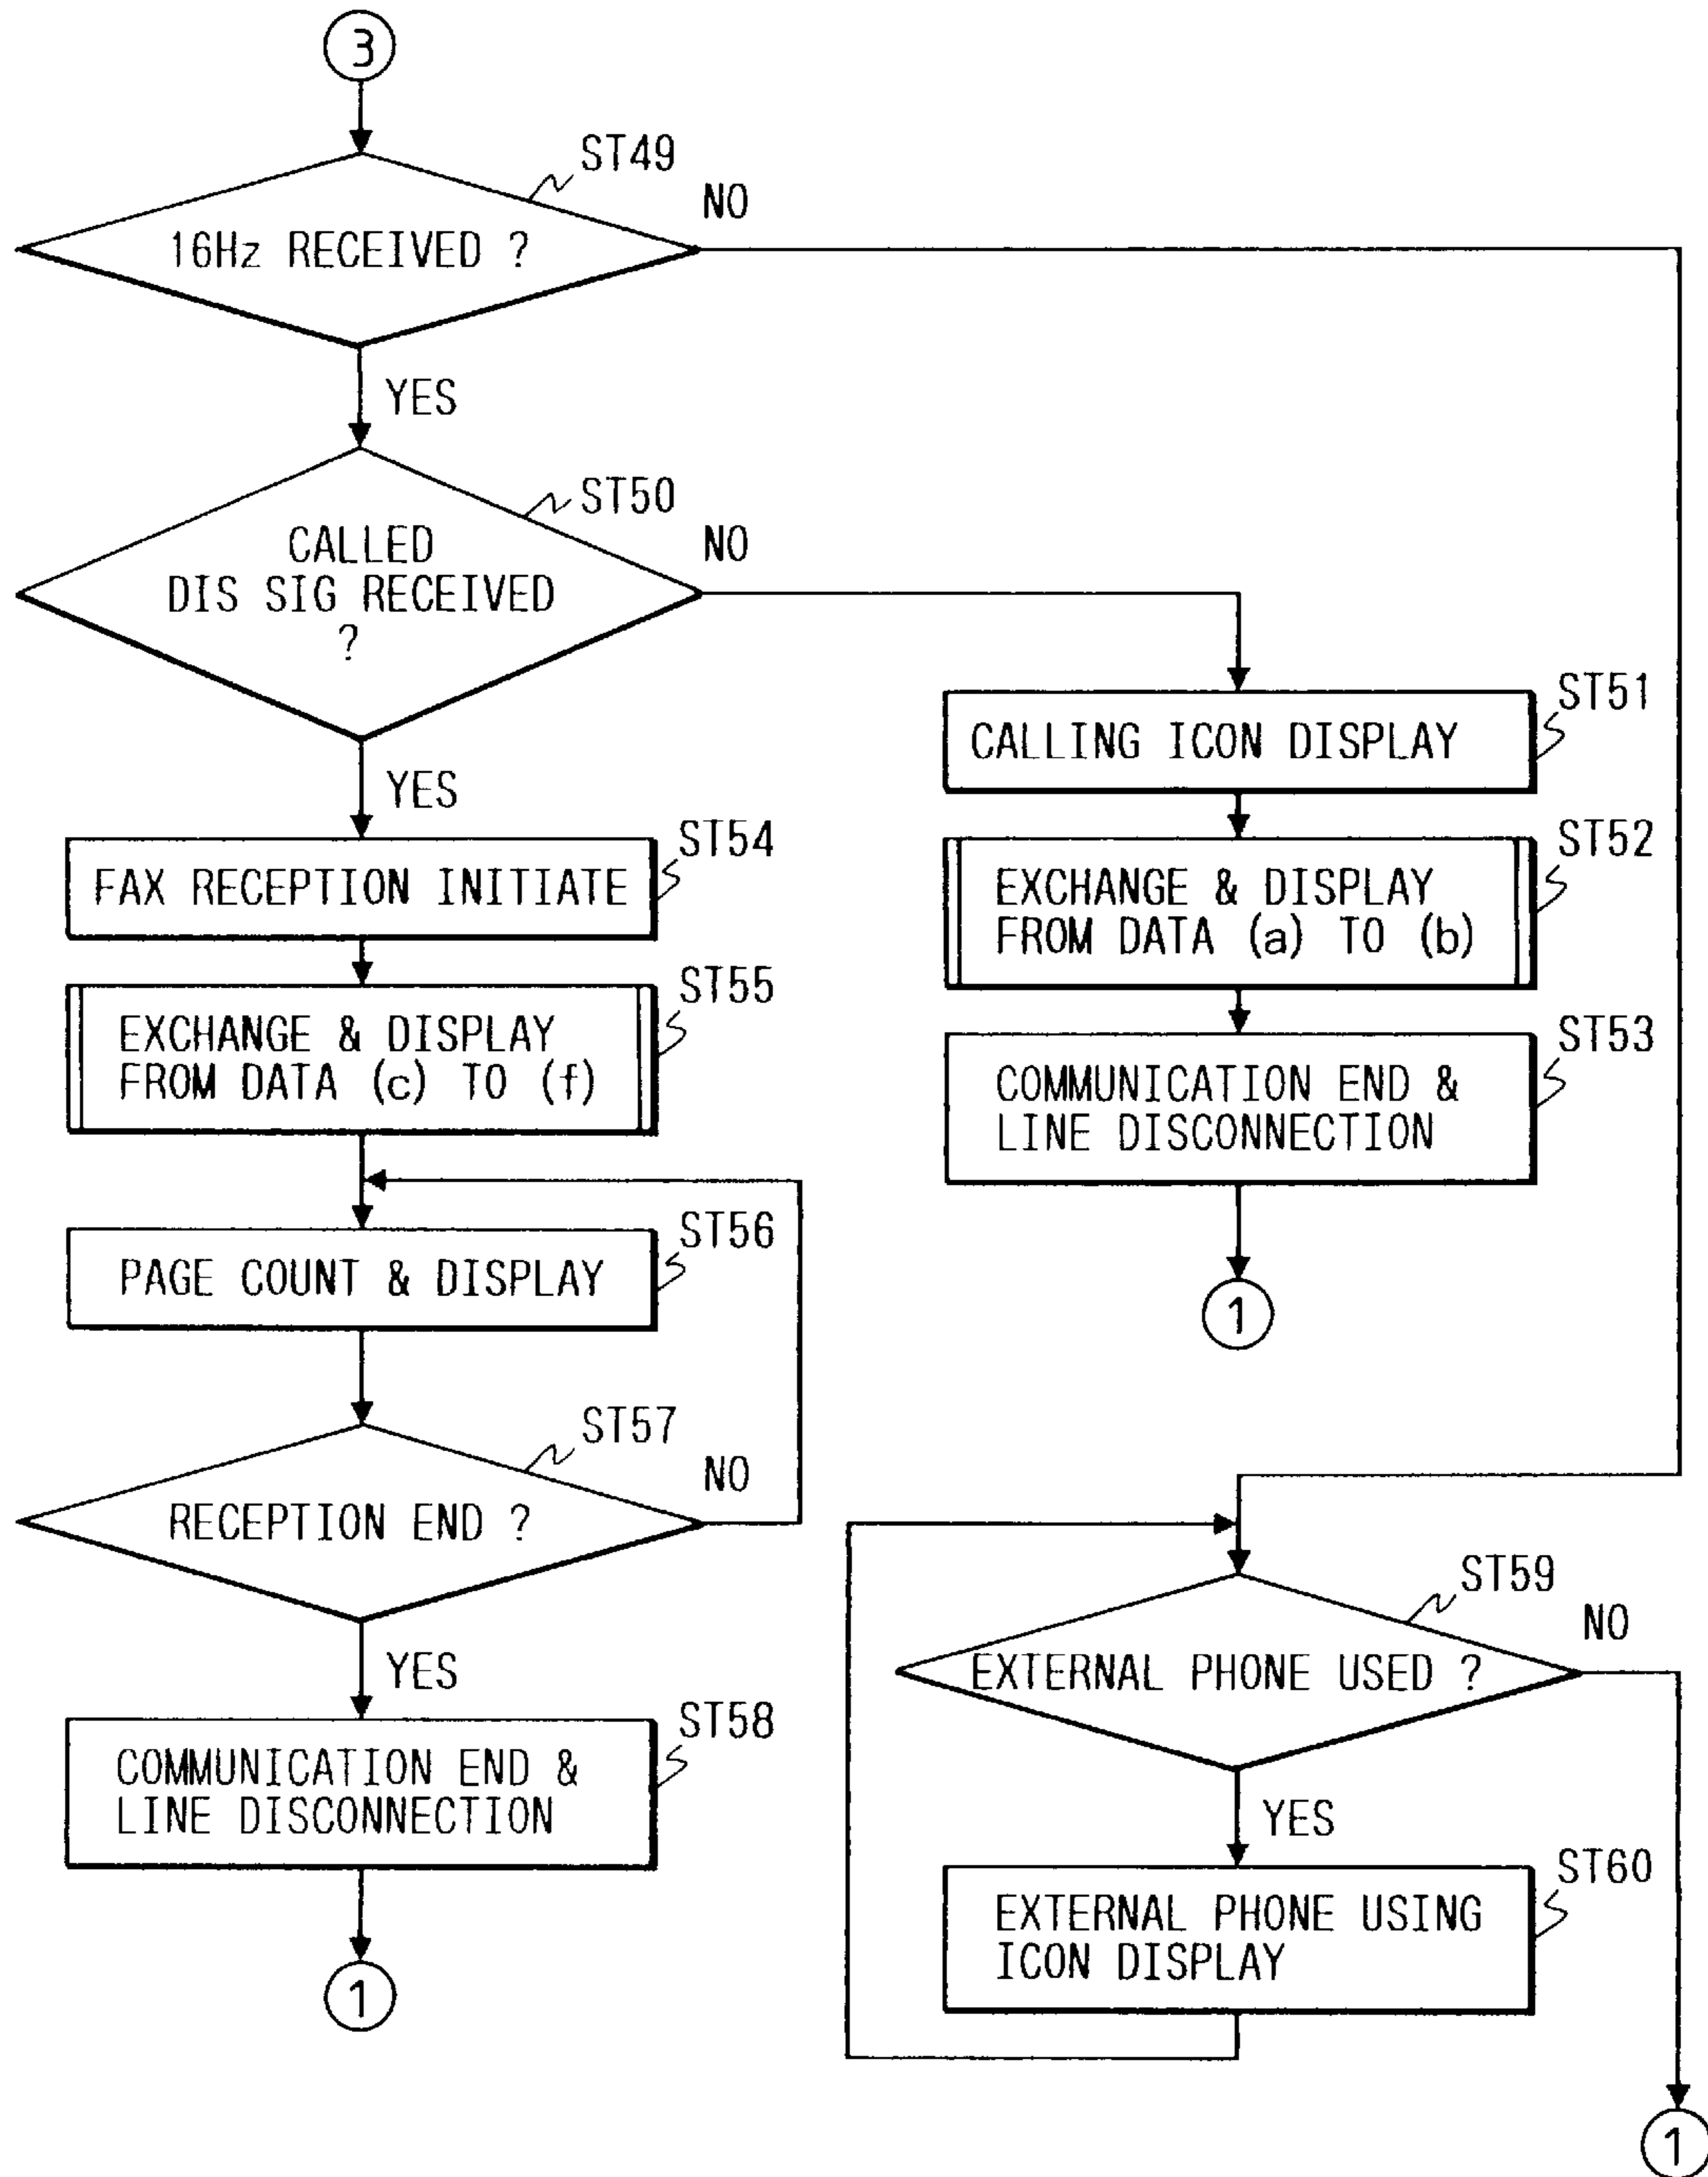 3
ST49
NO
16Hz RECEIVED ?
YES
ST50
NO
CALLED
DIS SIG RECEIVED
?
YES
ST51
CALLING ICON DISPLAY
ST52
EXCHANGE & DISPLAY
FROM DATA (a) TO (b)
ST53
COMMUNICATION END &
LINE DISCONNECTION
1
ST54
FAX RECEPTION INITIATE
ST55
EXCHANGE & DISPLAY
FROM DATA (c) TO (f)
ST56
PAGE COUNT & DISPLAY
ST57
NO
RECEPTION END ?
YES
ST58
COMMUNICATION END &
LINE DISCONNECTION
1
ST59
NO
EXTERNAL PHONE USED ?
YES
ST60
EXTERNAL PHONE USING
ICON DISPLAY
1